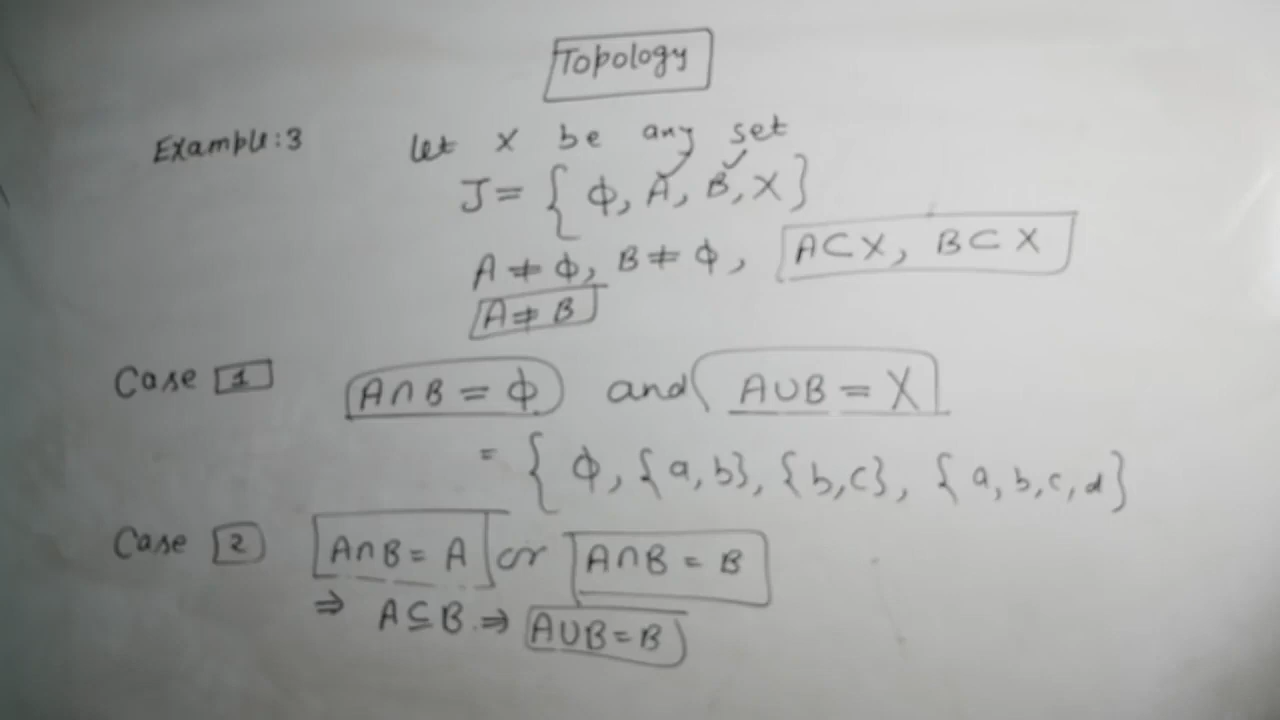 Topology
Example:3 let X be any set
J = { ϕ, A, B, X }
A ≠ ϕ, B ≠ ϕ, A⊂X, B⊂X
A ≠ B
Case 1 A∩B = ϕ and A∪B = X
= { ϕ, {a, b}, {b, c}, { a, b, c, d }
Case 2 A∩B = A or A∩B = B
⇒ A⊆B ⇒ A∪B = B